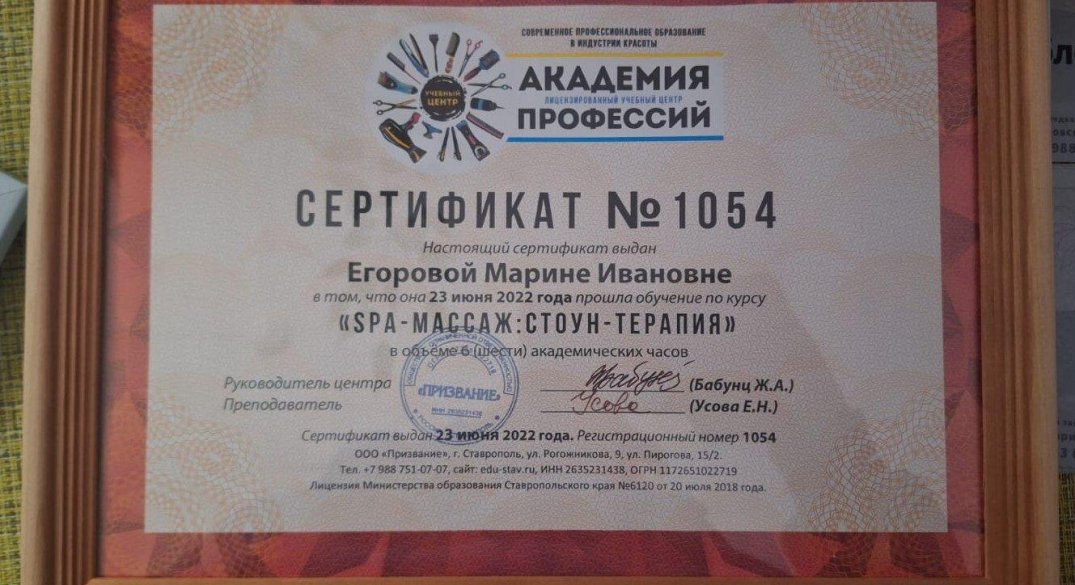 СОВРЕМЕННОЕ ПРОФЕССИОНАЛЬНОЕ ОБРАЗОВАНИЕ
В ИНДУСТРИИ КРАСОТЫ
УЧЕБНЫЙ
ЦЕНТР
АКАДЕМИЯ
ЛИЦЕНЗИРОВАННЫЙ УЧЕБНЫЙ ЦЕНТР
ПРОФЕССИЙ
СЕРТИФИКАТ №1054
Настоящий сертификат выдан
Егоровой Марине Ивановне
в том, что она 23 июня 2022 года прошла обучение по курсу
«SPA-МАССАЖ:СТОУН-ТЕРАПИЯ»
в объёме 6 (шести) академических часов
Руководитель центра (Бабунц Ж.А.)
«ПРИЗВАНИЕ»
ИНН 2635231438
Преподаватель Усова (Усова Е.Н.)
Сертификат выдан 23 июня 2022 года. Регистрационный номер 1054
ООО «Призвание», г. Ставрополь, ул. Рогожникова, 9, ул. Пирогова, 15/2.
Тел. +7 988 751-07-07, сайт: edu-stav.ru, ИНН 2635231438, ОГРН 1172651022719
Лицензия Министерства образования Ставропольского края №6120 от 20 июля 2018 года.